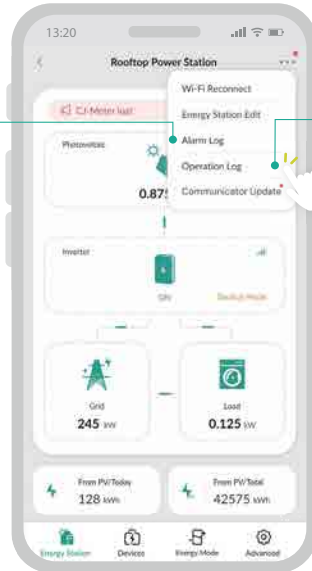 13:20
Rooftop Power Station
Wi-Fi Reconnect
Energy Station Edit
CT/Meter lost
Alarm Log
Photovoltaic
Operation Log
0.875
Communicator Update
Inverter
Backup Mode
Grid
245 kW
Load
0.125 kW
From PV/Today
128 kWh
From PV/Total
42575 kWh
Energy Station
Devices
Energy Mode
Advanced